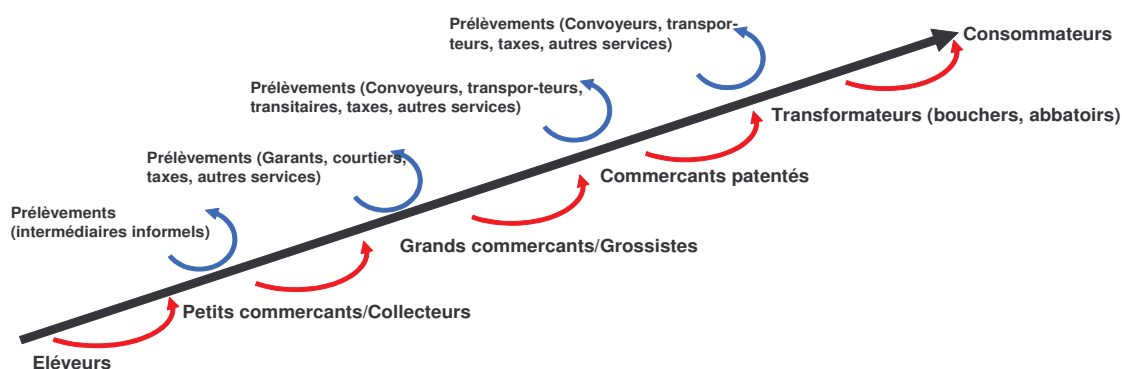 Prélèvements (Convoyeurs, transpor-
teurs, taxes, autres services)
Consommateurs
Prélèvements (Convoyeurs, transpor-teurs,
transitaires, taxes, autres services)
Transformateurs (bouchers, abbatoirs)
Prélèvements (Garants, courtiers,
taxes, autres services)
Commercants patentés
Prélèvements
(intermédiaires informels)
Grands commercants/Grossistes
Petits commercants/Collecteurs
Eléveurs